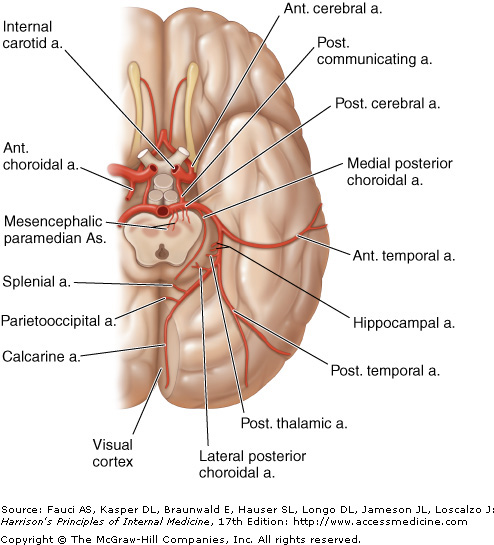 Internal
carotid a.
Ant. cerebral a.
Post.
communicating a.
Post. cerebral a.
Ant.
choroidal a.
Medial posterior
choroidal a.
Mesencephalic
paramedian As.
Ant. temporal a.
Splenial a.
Parietooccipital a.
Hippocampal a.
Calcarine a.
Post. temporal a.
Post. thalamic a.
Visual
cortex
Lateral posterior
choroidal a.
Source: Fauci AS, Kasper DL, Braunwald E, Hauser SL, Longo DL, Jameson JL, Loscalzo J:
Harrison's Principles of Internal Medicine, 17th Edition: http://www.accessmedicine.com
Copyright © The McGraw-Hill Companies, Inc. All rights reserved.